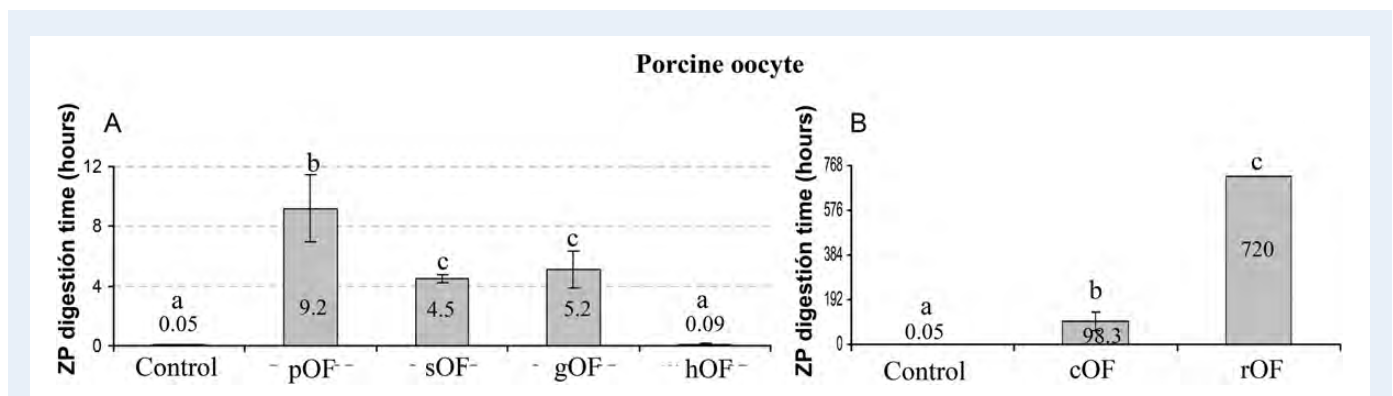 Porcine oocyte
A
ZP digestión time (hours)
12
8
4
0
b
c
c
a
a
0.05
9.2
4.5
5.2
0.09
Control
pOF
sOF
gOF
hOF
B
ZP digestión time (hours)
768
576
384
192
0
c
b
a
0.05
98.3
720
Control
cOF
rOF